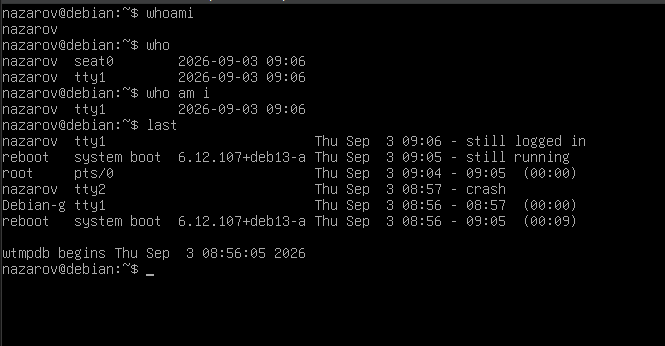 nazarov@debian:~$ whoami
nazarov
nazarov@debian:~$ who
nazarov  seat0        2026-09-03 09:06
nazarov  tty1         2026-09-03 09:06
nazarov@debian:~$ who am i
nazarov  tty1         2026-09-03 09:06
nazarov@debian:~$ last
nazarov  tty1                          Thu Sep  3 09:06 - still logged in
reboot   system boot  6.12.107+deb13-a Thu Sep  3 09:05 - still running
root     pts/0                         Thu Sep  3 09:04 - 09:05  (00:00)
nazarov  tty2                          Thu Sep  3 08:57 - crash
Debian-g tty1                          Thu Sep  3 08:56 - 08:57  (00:00)
reboot   system boot  6.12.107+deb13-a Thu Sep  3 08:56 - 09:05  (00:09)
wtmpdb begins Thu Sep  3 08:56:05 2026
nazarov@debian:~$ _